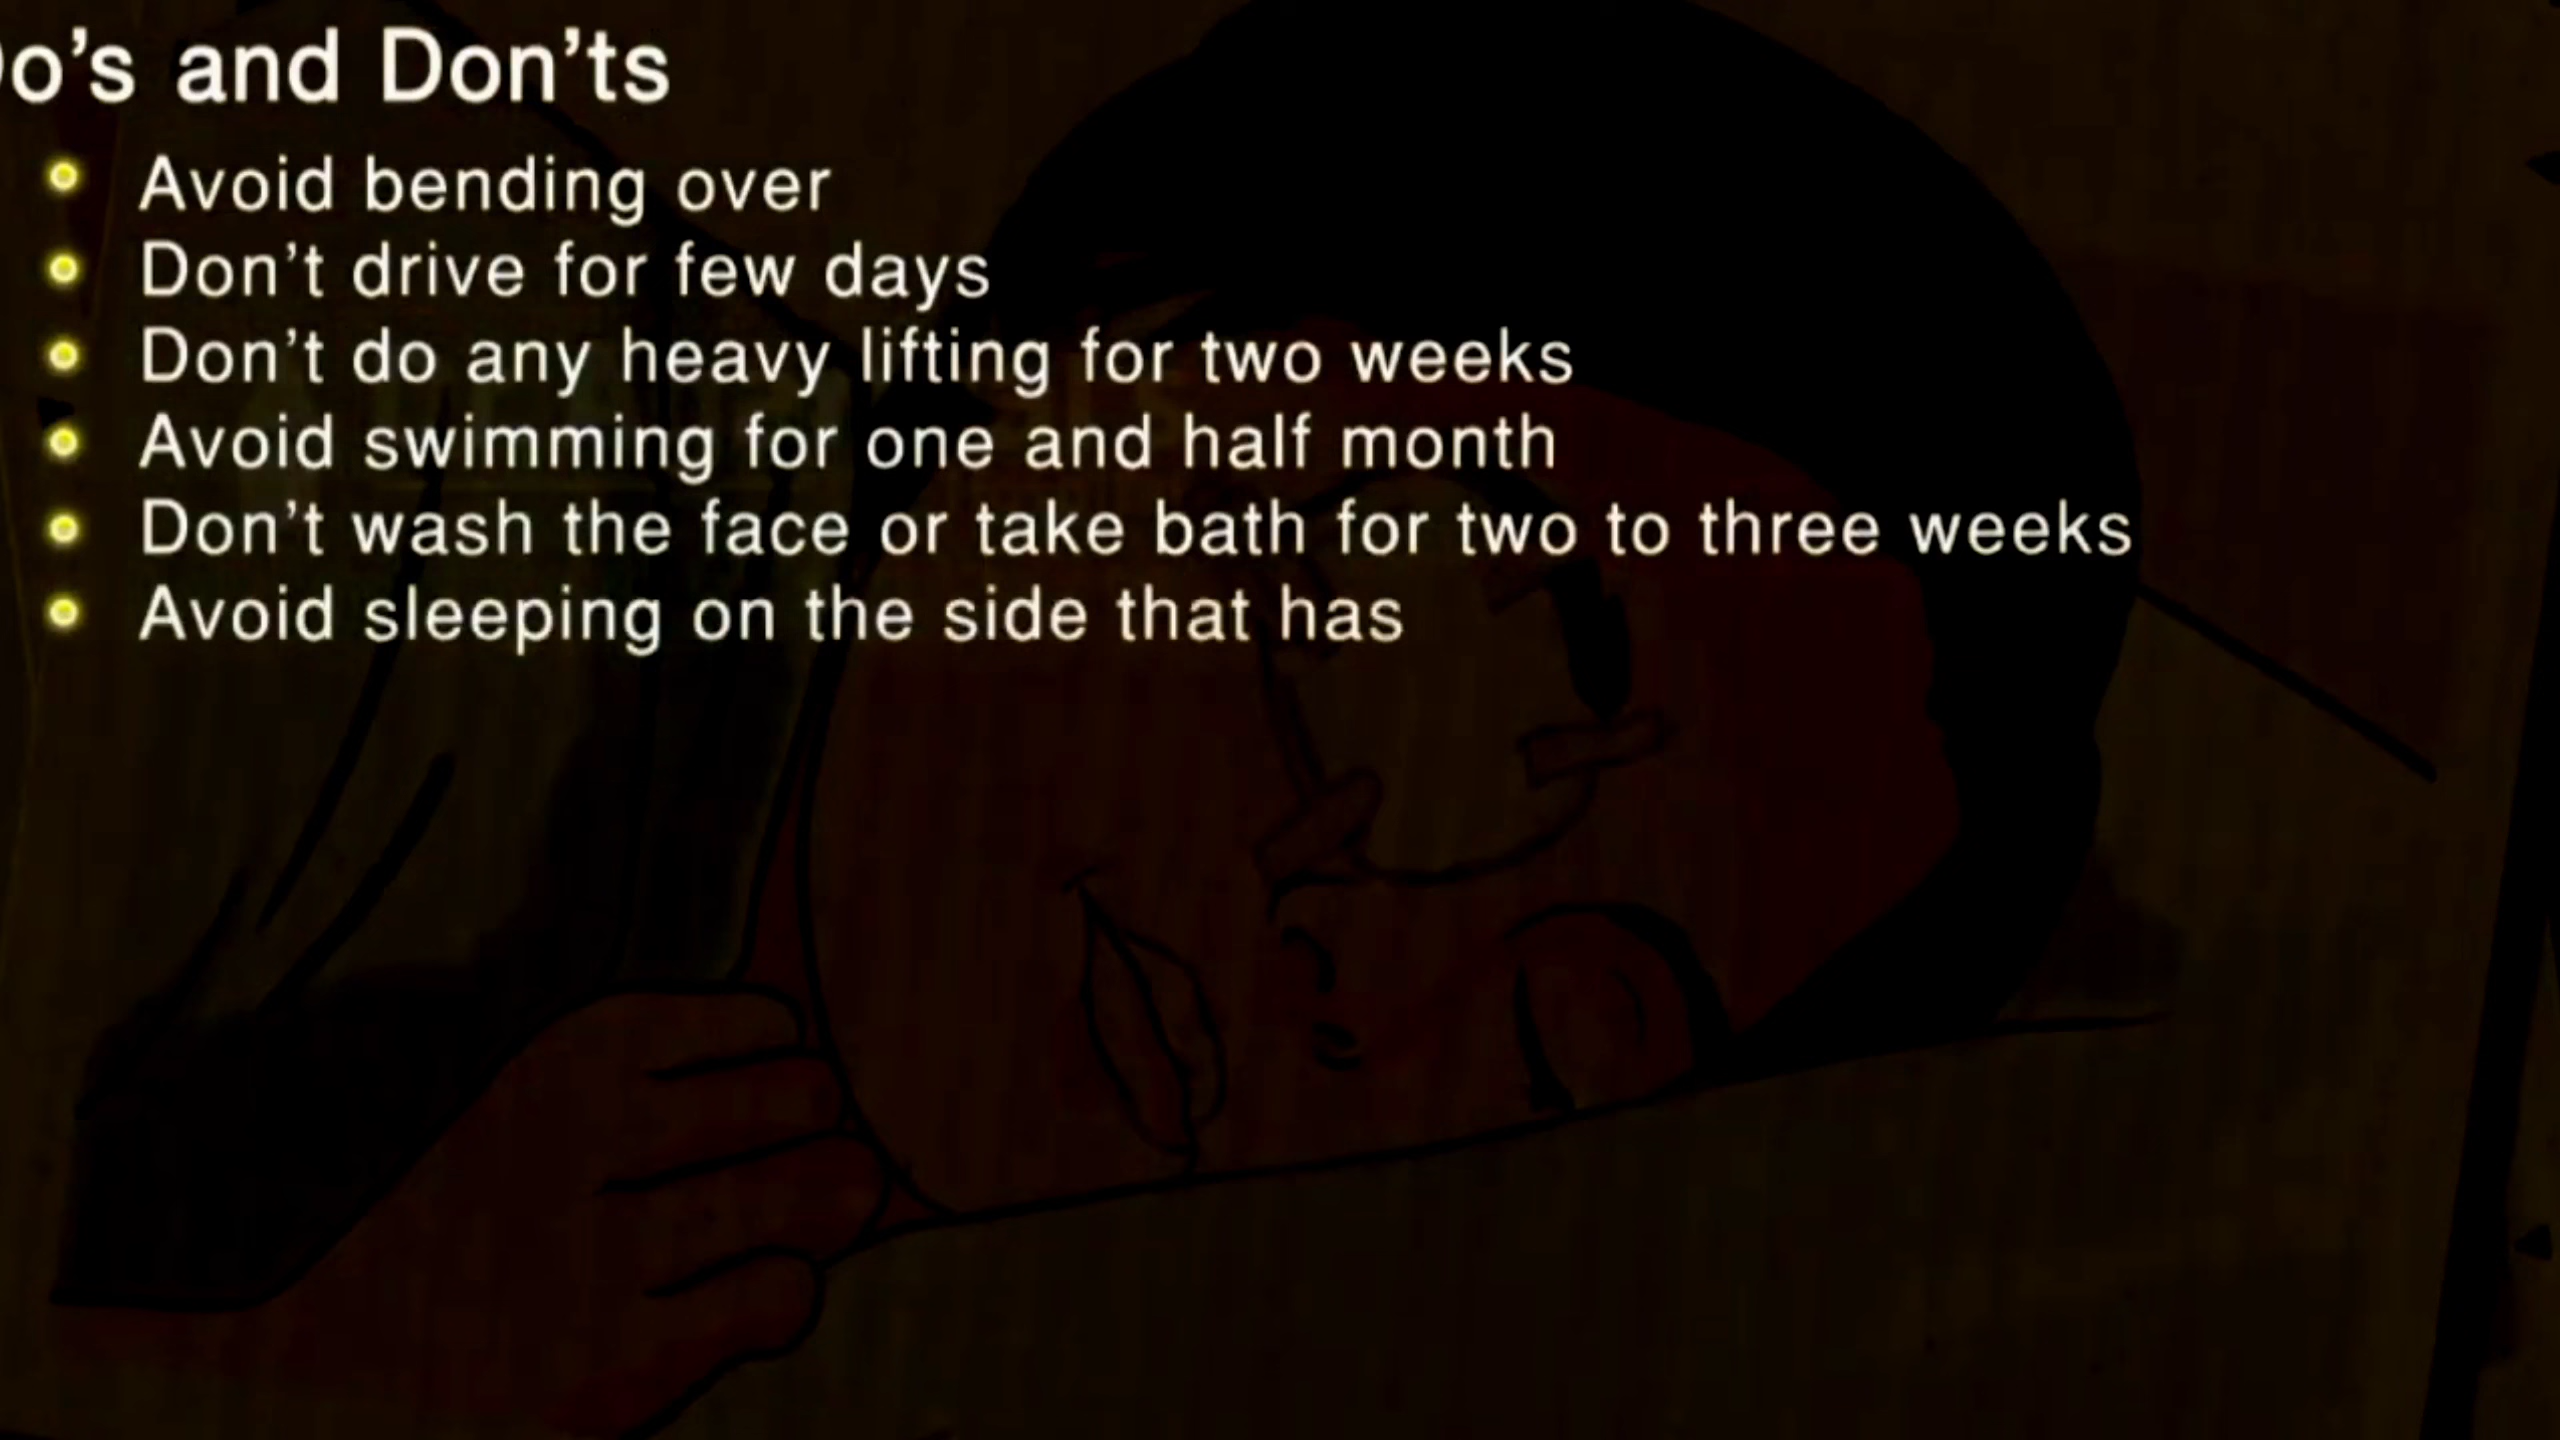 o's and Don'ts
Avoid bending over
Don't drive for few days
Don't do any heavy lifting for two weeks
Avoid swimming for one and half month
Don't wash the face or take bath for two to three weeks
Avoid sleeping on the side that has